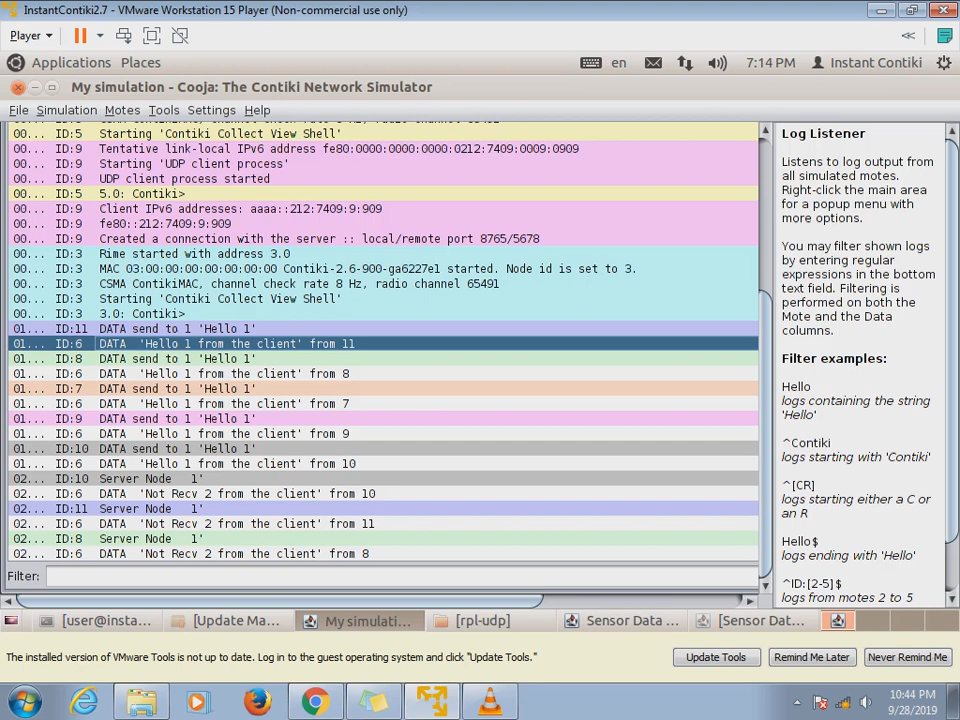 InstantContiki2.7 - VMware Workstation 15 Player (Non-commercial use only)
Player
Applications Places en 7:14 PM Instant Contiki
My simulation - Cooja: The Contiki Network Simulator
File Simulation Motes Tools Settings Help
00... ID:5 Starting 'Contiki Collect View Shell'
00... ID:9 Tentative link-local IPv6 address fe80:0000:0000:0000:0212:7409:0009:0909
00... ID:9 Starting 'UDP client process'
00... ID:9 UDP client process started
00... ID:5 5.0: Contiki>
00... ID:9 Client IPv6 addresses: aaaa::212:7409:9:909
00... ID:9 fe80::212:7409:9:909
00... ID:9 Created a connection with the server :: local/remote port 8765/5678
00... ID:3 Rime started with address 3.0
00... ID:3 MAC 03:00:00:00:00:00:00:00 Contiki-2.6-900-ga6227e1 started. Node id is set to 3.
00... ID:3 CSMA ContikiMAC, channel check rate 8 Hz, radio channel 65491
00... ID:3 Starting 'Contiki Collect View Shell'
00... ID:3 3.0: Contiki>
01... ID:11 DATA send to 1 'Hello 1'
01... ID:6 DATA 'Hello 1 from the client' from 11
01... ID:8 DATA send to 1 'Hello 1'
01... ID:6 DATA 'Hello 1 from the client' from 8
01... ID:7 DATA send to 1 'Hello 1'
01... ID:6 DATA 'Hello 1 from the client' from 7
01... ID:9 DATA send to 1 'Hello 1'
01... ID:6 DATA 'Hello 1 from the client' from 9
01... ID:10 DATA send to 1 'Hello 1'
01... ID:6 DATA 'Hello 1 from the client' from 10
02... ID:10 Server Node 1'
02... ID:6 DATA 'Not Recv 2 from the client' from 10
02... ID:11 Server Node 1'
02... ID:6 DATA 'Not Recv 2 from the client' from 11
02... ID:8 Server Node 1'
02... ID:6 DATA 'Not Recv 2 from the client' from 8
Filter:
Log Listener
Listens to log output from
all simulated motes.
Right-click the main area
for a popup menu with
more options.
You may filter shown logs
by entering regular
expressions in the bottom
text field. Filtering is
performed on both the
Mote and the Data
columns.
Filter examples:
Hello
logs containing the string
'Hello'
^Contiki
logs starting with 'Contiki'
^[CR]
logs starting either a C or
an R
Hello$
logs ending with 'Hello'
^ID:[2-5]$
logs from motes 2 to 5
[user@insta... [Update Ma... My simulati... [rpl-udp] Sensor Data ... [Sensor Dat...
The installed version of VMware Tools is not up to date. Log in to the guest operating system and click "Update Tools."
Update Tools Remind Me Later Never Remind Me
10:44 PM
9/28/2019